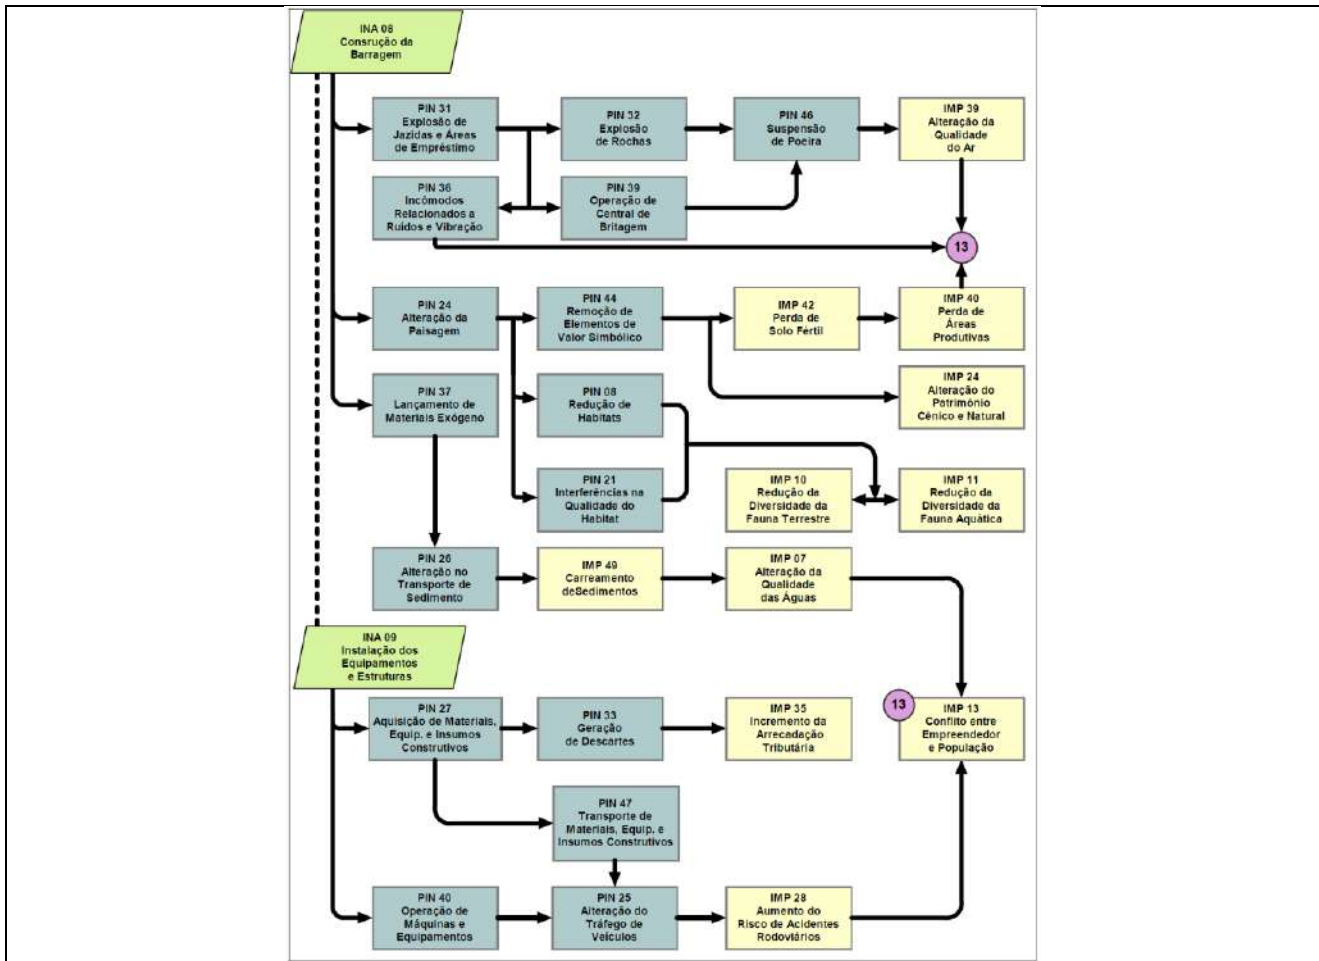 INA 08
Consrução da
Barragem
PIN 31
Explosão de
Jazidas e Áreas
de Empréstimo
PIN 32
Explosão
de Rochas
PIN 46
Suspensão
de Poeira
IMP 39
Alteração da
Qualidade
do Ar
PIN 36
Incômodos
Relacionados a
Ruídos e Vibração
PIN 39
Operação de
Central de
Britagem
13
PIN 24
Alteração da
Paisagem
PIN 44
Remoção de
Elementos de
Valor Simbólico
IMP 42
Perda de
Solo Fértil
IMP 40
Perda de
Áreas
Produtivas
PIN 37
Lançamento de
Materiais Exógeno
PIN 08
Redução de
Habitats
IMP 24
Alteração do
Patrimônio
Cênico e Natural
PIN 21
Interferências na
Qualidade do
Habitat
IMP 10
Redução da
Diversidade da
Fauna Terrestre
IMP 11
Redução da
Diversidade da
Fauna Aquática
PIN 26
Alteração no
Transporte de
Sedimento
IMP 49
Carreamento
deSedimentos
IMP 07
Alteração da
Qualidade
das Águas
INA 09
Instalação dos
Equipamentos
e Estruturas
PIN 27
Aquisição de Materiais,
Equip. e Insumos
Construtivos
PIN 33
Geração
de Descartes
IMP 35
Incremento da
Arrecadação
Tributária
13
IMP 13
Conflito entre
Empreendedor
e População
PIN 47
Transporte de
Materiais, Equip. e
Insumos Construtivos
PIN 40
Operação de
Máquinas e
Equipamentos
PIN 25
Alteração do
Tráfego de
Veículos
IMP 28
Aumento do
Risco de Acidentes
Rodoviários